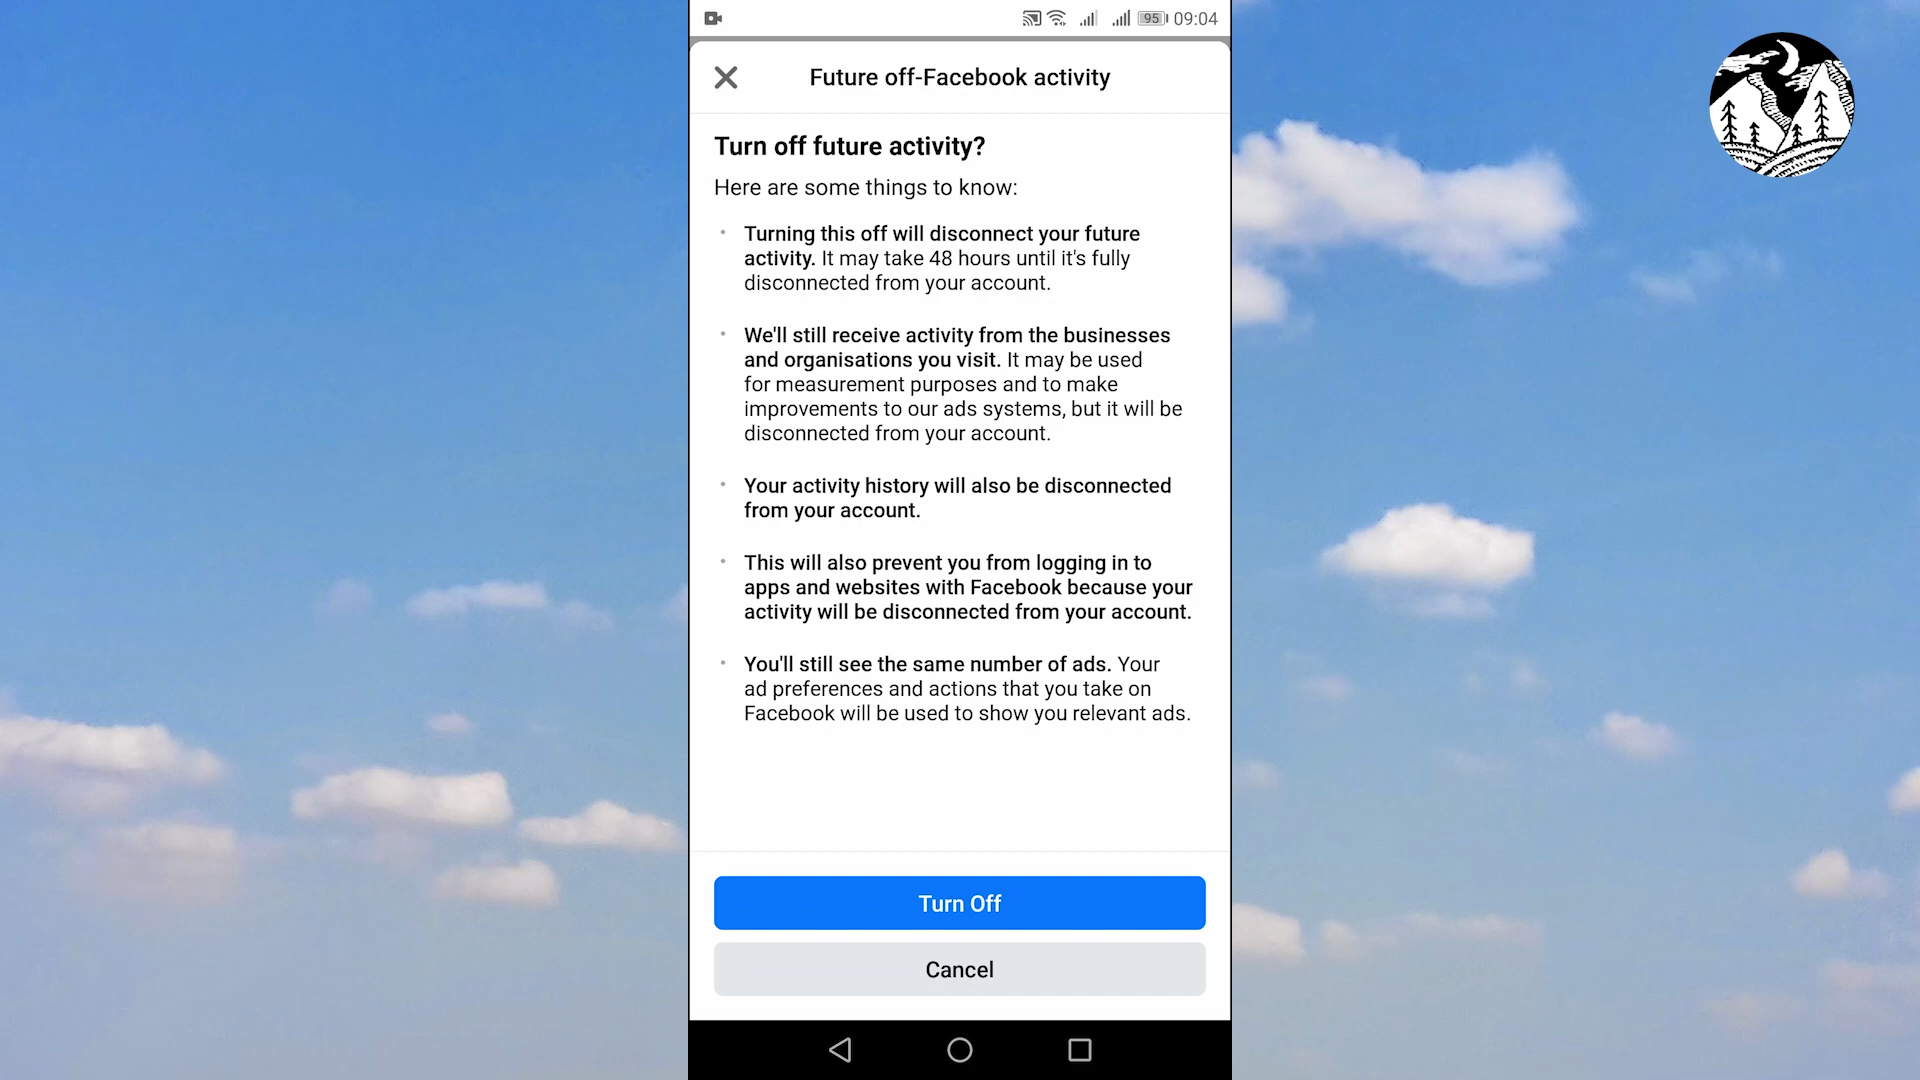 95 09:04
Future off-Facebook activity
Turn off future activity?
Here are some things to know:
Turning this off will disconnect your future
activity. It may take 48 hours until it's fully
disconnected from your account.
We'll still receive activity from the businesses
and organisations you visit. It may be used
for measurement purposes and to make
improvements to our ads systems, but it will be
disconnected from your account.
Your activity history will also be disconnected
from your account.
This will also prevent you from logging in to
apps and websites with Facebook because your
activity will be disconnected from your account.
You'll still see the same number of ads. Your
ad preferences and actions that you take on
Facebook will be used to show you relevant ads.
Turn Off
Cancel